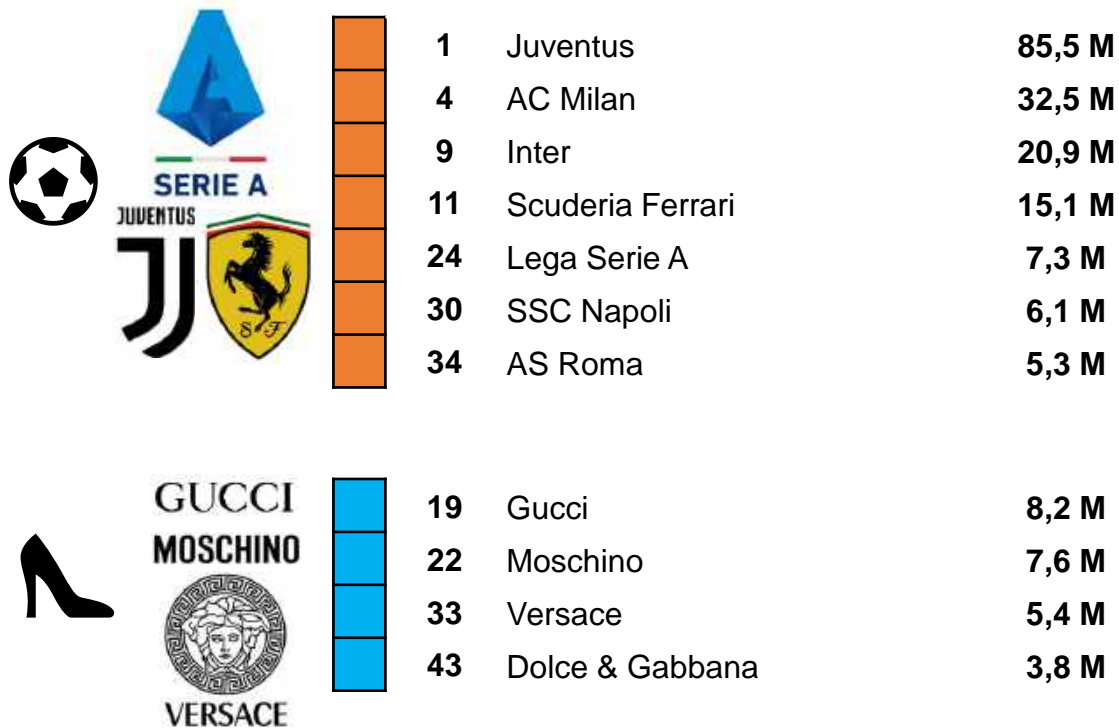 SERIE A
JUVENTUS
S F
1 Juventus 85,5 M
4 AC Milan 32,5 M
9 Inter 20,9 M
11 Scuderia Ferrari 15,1 M
24 Lega Serie A 7,3 M
30 SSC Napoli 6,1 M
34 AS Roma 5,3 M
GUCCI
MOSCHINO
VERSACE
19 Gucci 8,2 M
22 Moschino 7,6 M
33 Versace 5,4 M
43 Dolce & Gabbana 3,8 M